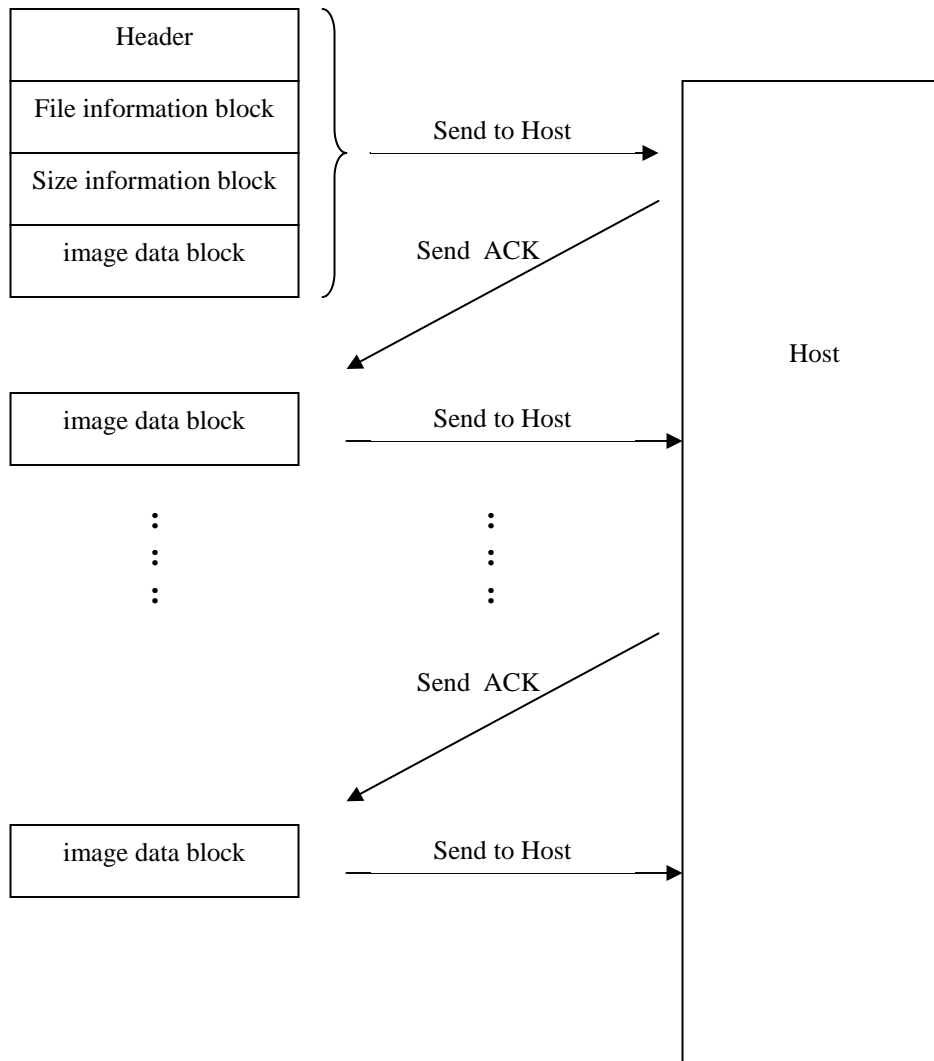 Header
File information block
Size information block
image data block
Send to Host
Send ACK
Host
image data block
Send to Host
Send ACK
image data block
Send to Host